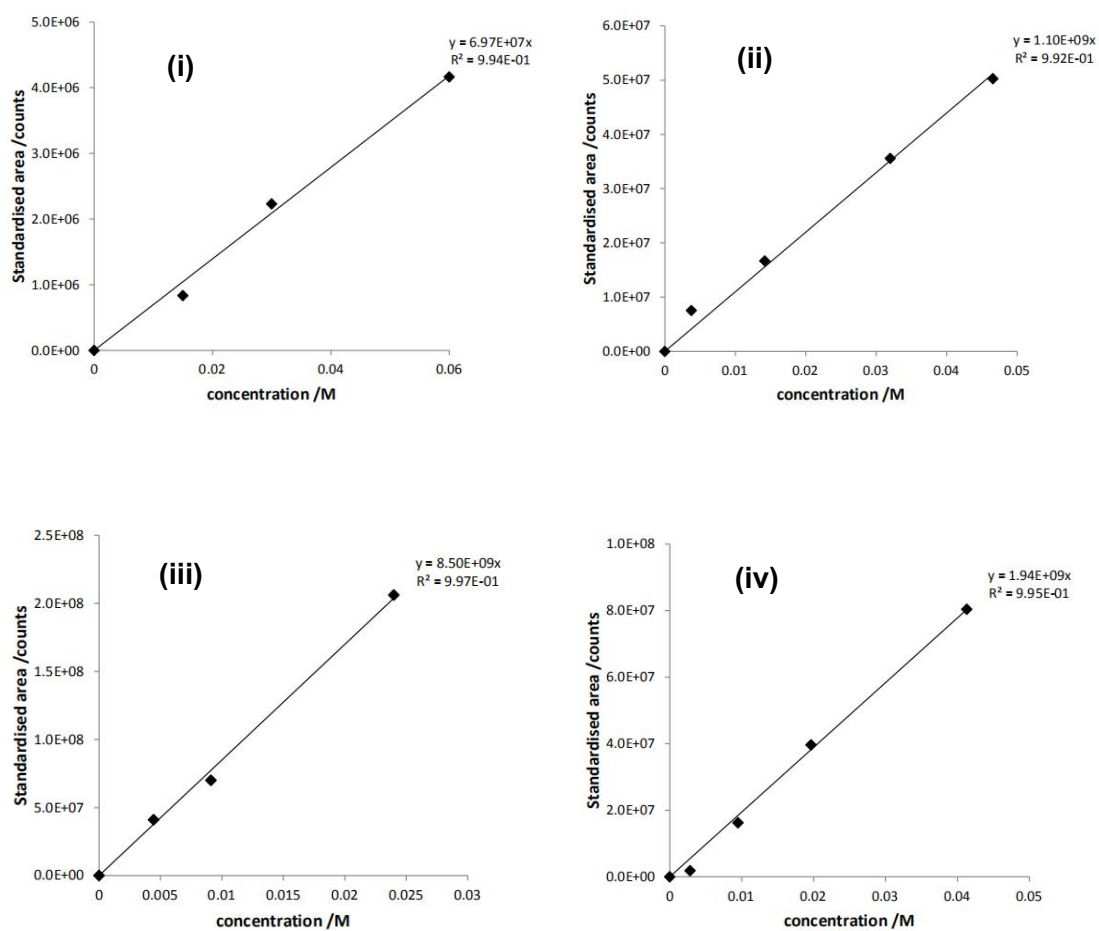 (i)
y = 6.97E+07x
R² = 9.94E-01
Standardised area /counts
5.0E+06
4.0E+06
3.0E+06
2.0E+06
1.0E+06
0.0E+00
0 0.02 0.04 0.06
concentration /M
(ii)
y = 1.10E+09x
R² = 9.92E-01
Standardised area /counts
6.0E+07
5.0E+07
4.0E+07
3.0E+07
2.0E+07
1.0E+07
0.0E+00
0 0.01 0.02 0.03 0.04 0.05
concentration /M
(iii)
y = 8.50E+09x
R² = 9.97E-01
Standardised area /counts
2.5E+08
2.0E+08
1.5E+08
1.0E+08
5.0E+07
0.0E+00
0 0.005 0.01 0.015 0.02 0.025 0.03
concentration /M
(iv)
y = 1.94E+09x
R² = 9.95E-01
Standardised area /counts
1.0E+08
8.0E+07
6.0E+07
4.0E+07
2.0E+07
0.0E+00
0 0.01 0.02 0.03 0.04 0.05
concentration /M